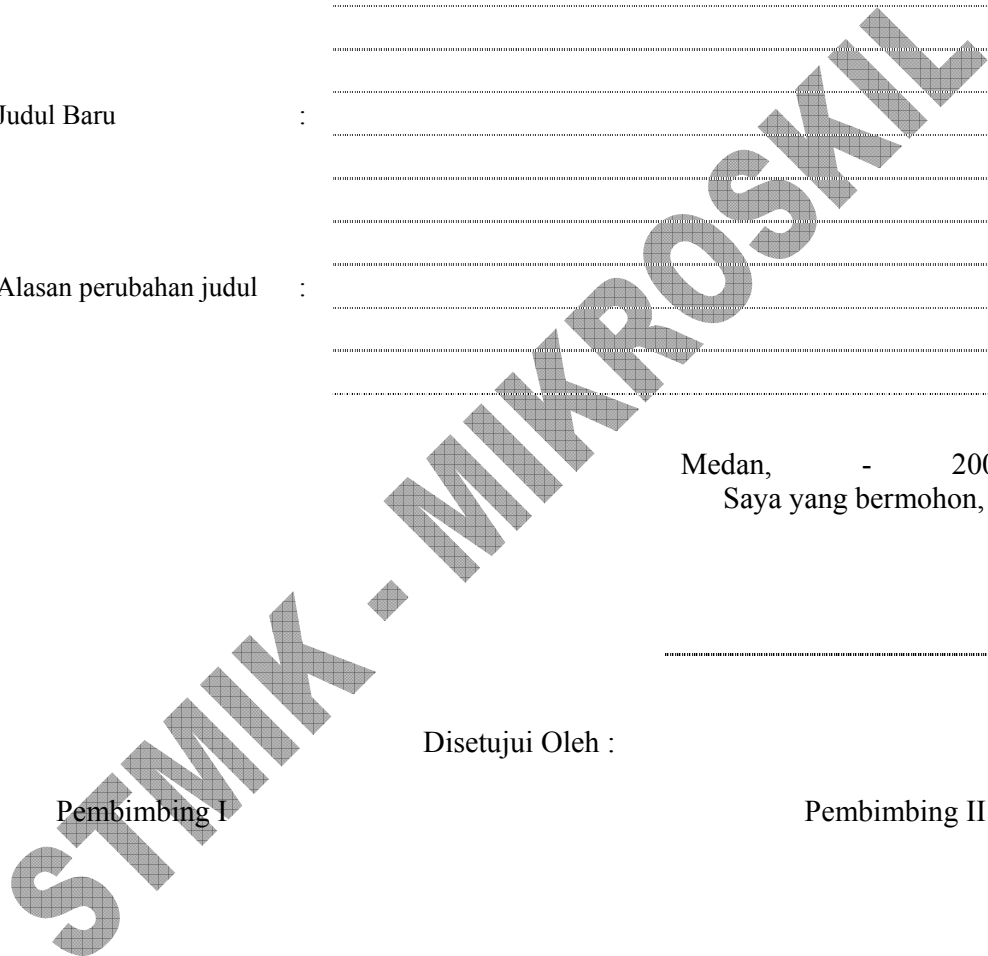 Judul Baru :
Alasan perubahan judul :
Medan, - 200
Saya yang bermohon,
Disetujui Oleh :
Pembimbing I Pembimbing II
STMIK - MIKROSKIL